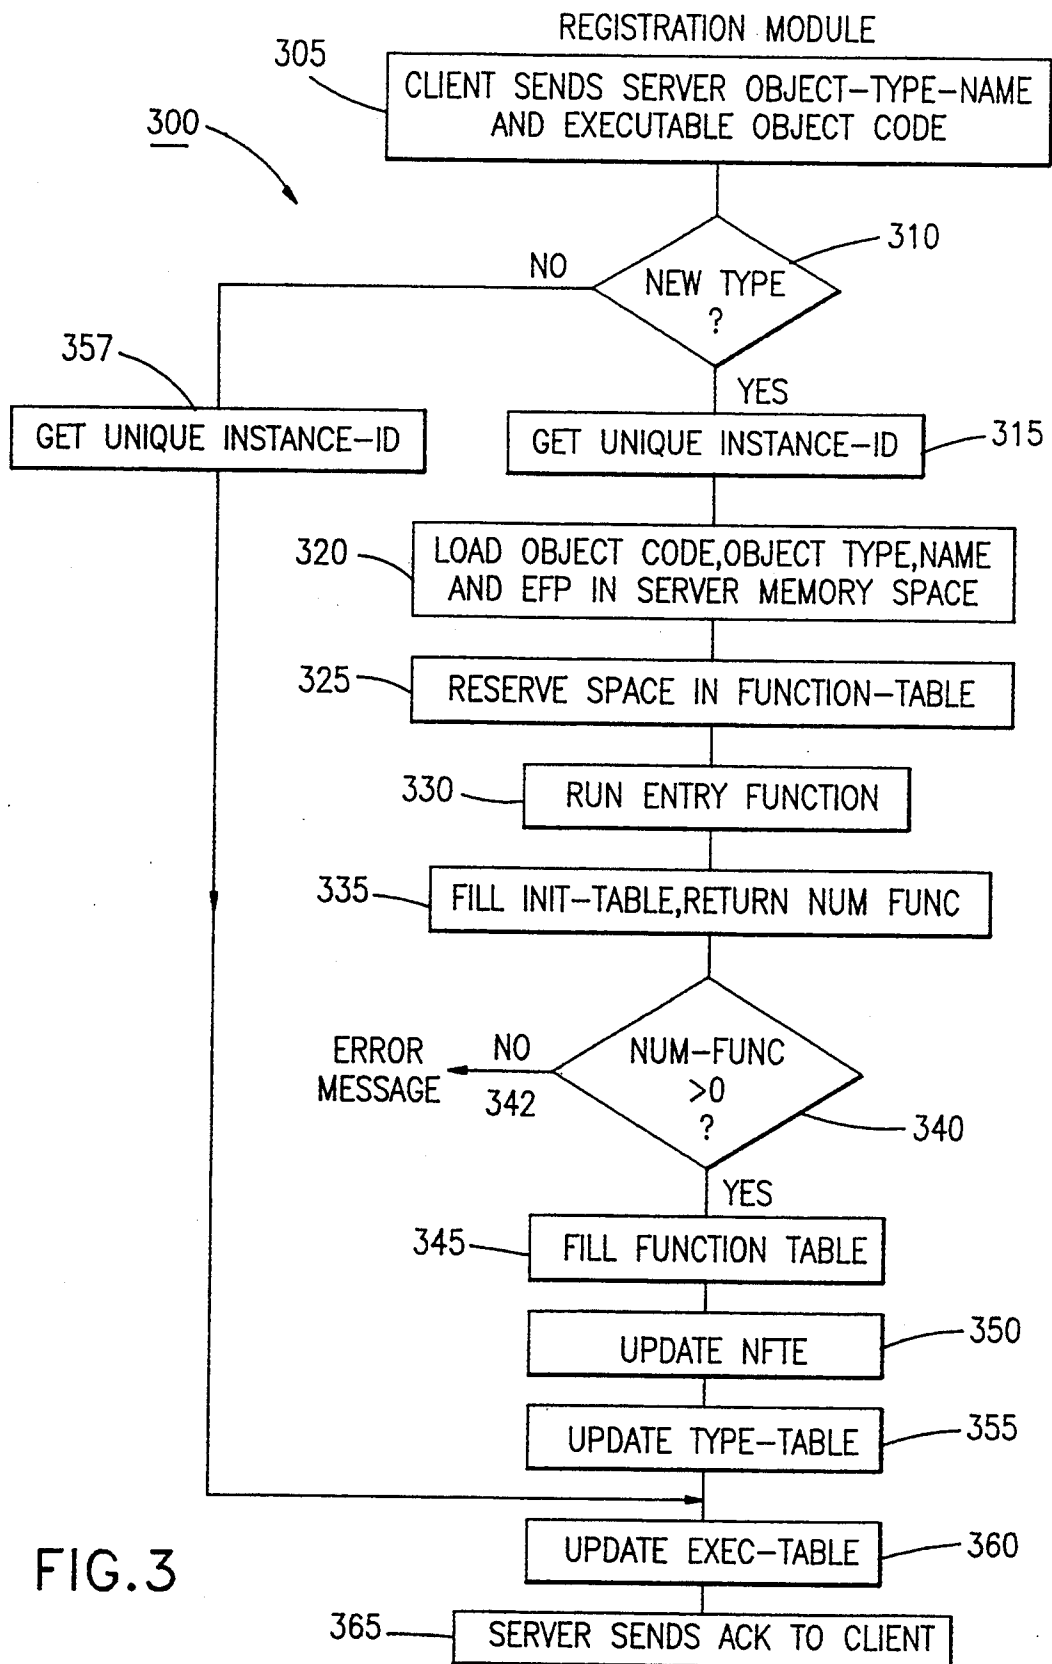 REGISTRATION MODULE
305
CLIENT SENDS SERVER OBJECT-TYPE-NAME
AND EXECUTABLE OBJECT CODE
300
310
NO
NEW TYPE
?
357
YES
GET UNIQUE INSTANCE-ID
GET UNIQUE INSTANCE-ID
315
320
LOAD OBJECT CODE,OBJECT TYPE,NAME
AND EFP IN SERVER MEMORY SPACE
325
RESERVE SPACE IN FUNCTION-TABLE
330
RUN ENTRY FUNCTION
335
FILL INIT-TABLE,RETURN NUM FUNC
ERROR
MESSAGE
NO
342
NUM-FUNC
>0
?
340
YES
345
FILL FUNCTION TABLE
350
UPDATE NFTE
355
UPDATE TYPE-TABLE
360
UPDATE EXEC-TABLE
FIG.3
365
SERVER SENDS ACK TO CLIENT